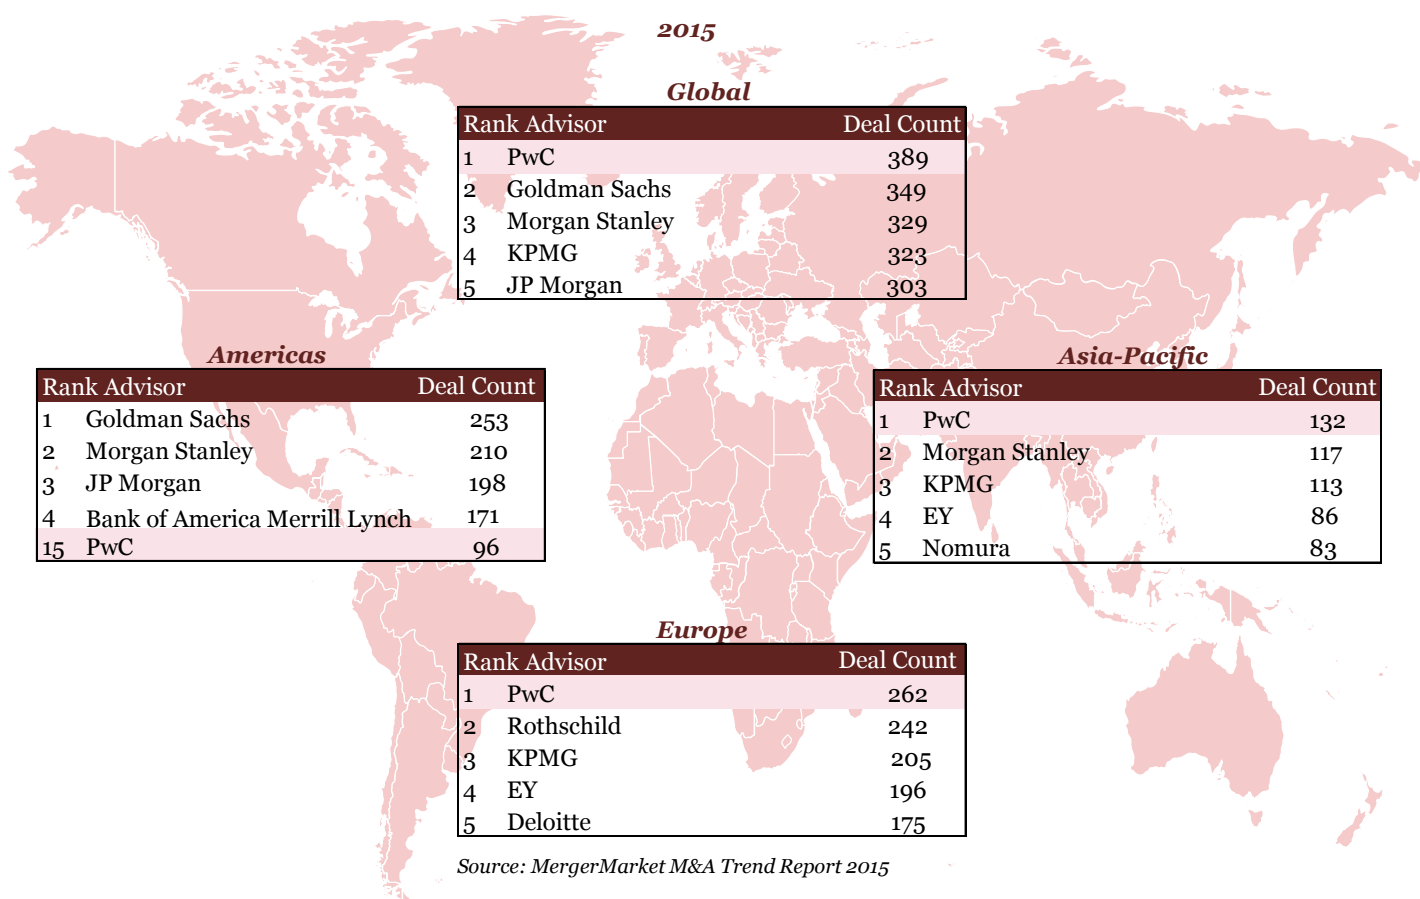 2015
Global
Rank Advisor Deal Count
1 PwC 389
2 Goldman Sachs 349
3 Morgan Stanley 329
4 KPMG 323
5 JP Morgan 303
Americas
Rank Advisor Deal Count
1 Goldman Sachs 253
2 Morgan Stanley 210
3 JP Morgan 198
4 Bank of America Merrill Lynch 171
15 PwC 96
Asia-Pacific
Rank Advisor Deal Count
1 PwC 132
2 Morgan Stanley 117
3 KPMG 113
4 EY 86
5 Nomura 83
Europe
Rank Advisor Deal Count
1 PwC 262
2 Rothschild 242
3 KPMG 205
4 EY 196
5 Deloitte 175
Source: MergerMarket M&A Trend Report 2015